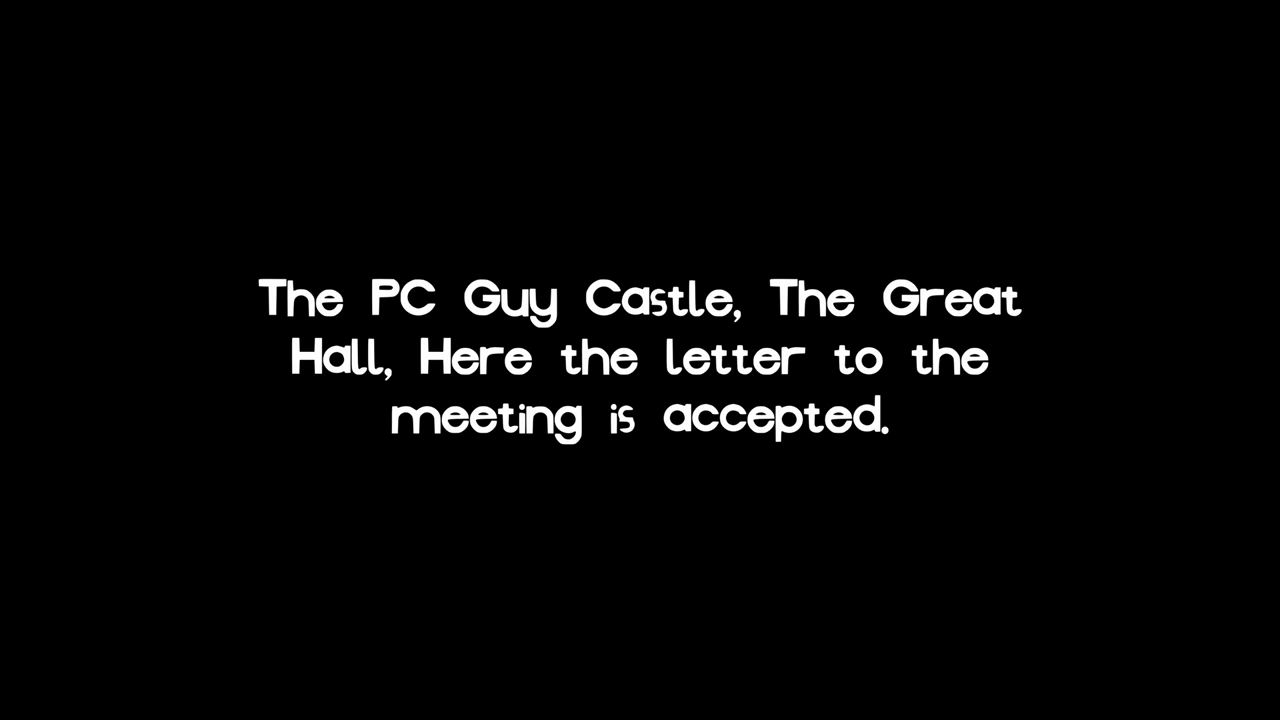 The PC Guy Castle, The Great
Hall, Here the letter to the
meeting is accepted.